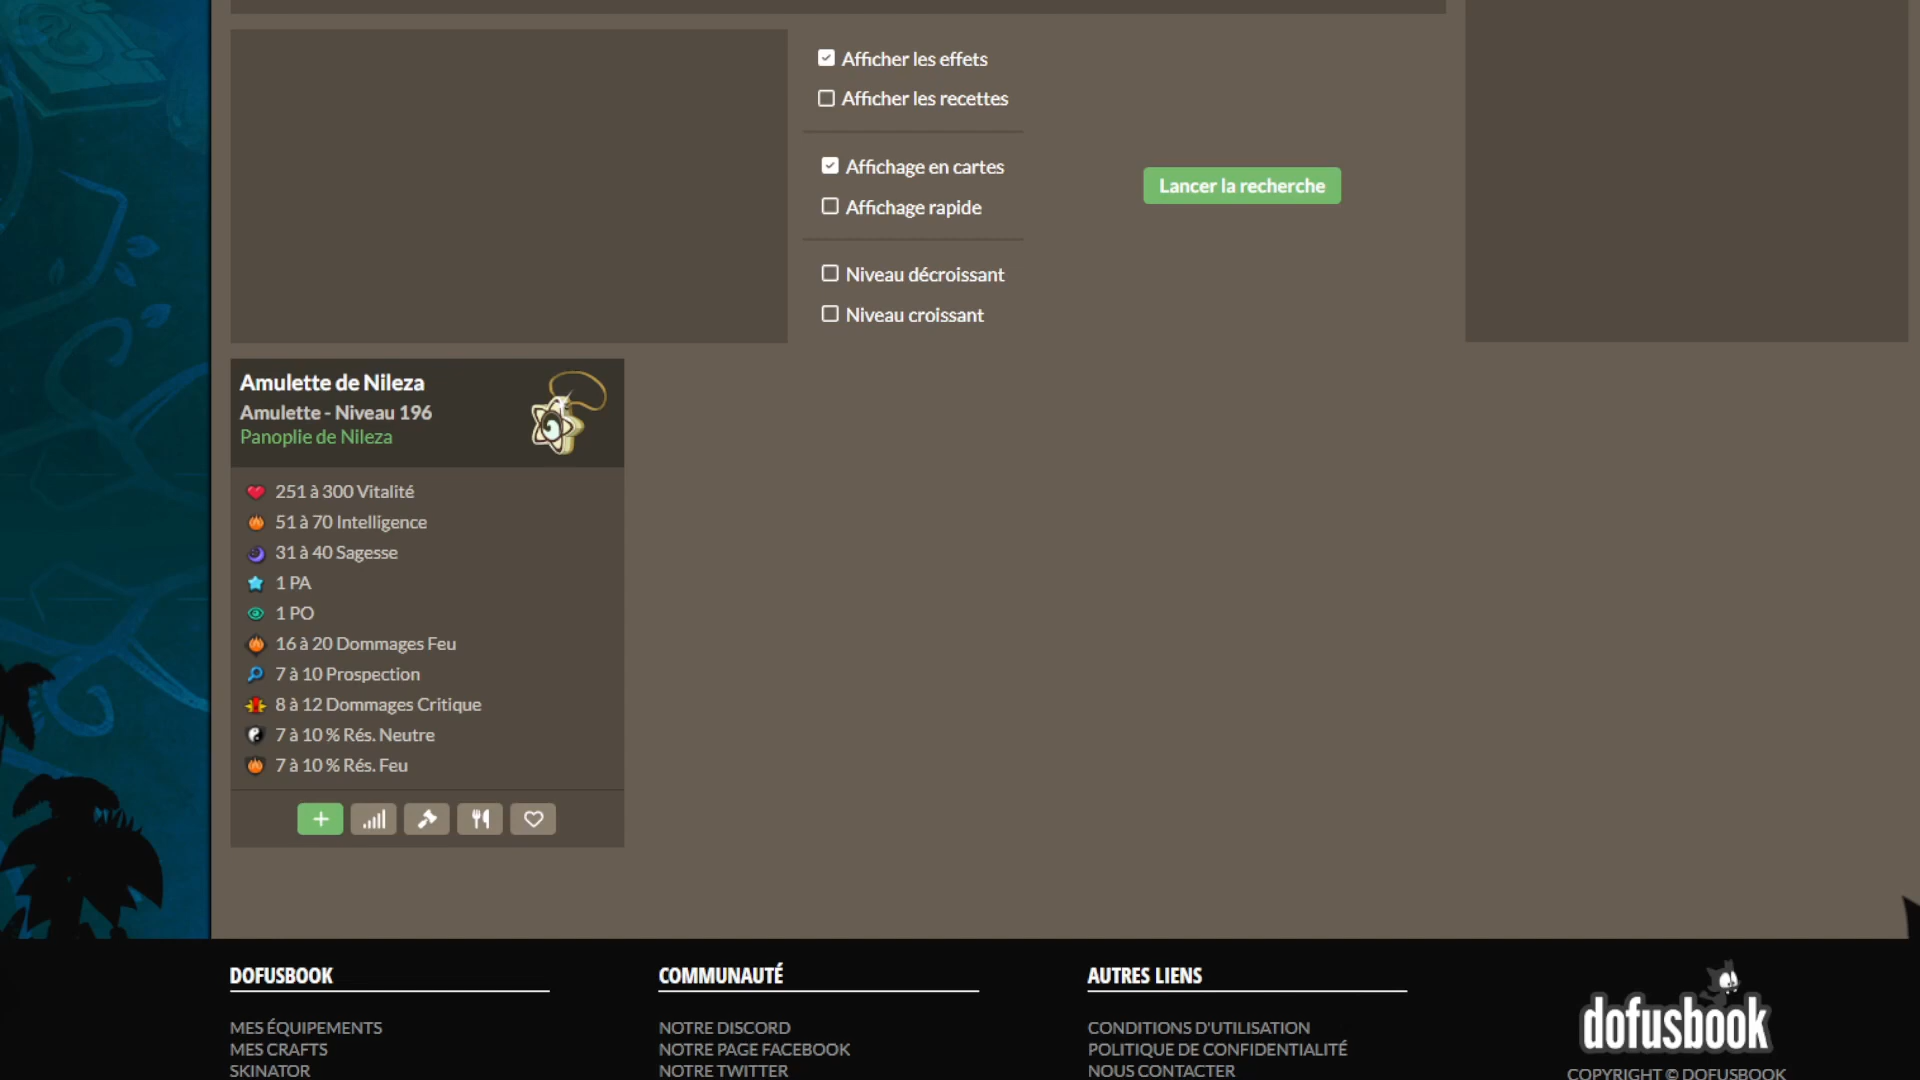 Afficher les effets
Afficher les recettes
Affichage en cartes
Affichage rapide
Lancer la recherche
Niveau décroissant
Niveau croissant
Amulette de Nileza
Amulette - Niveau 196
Panoplie de Nileza
251 à 300 Vitalité
51 à 70 Intelligence
31 à 40 Sagesse
1 PA
1 PO
16 à 20 Dommages Feu
7 à 10 Prospection
8 à 12 Dommages Critique
7 à 10 % Rés. Neutre
7 à 10 % Rés. Feu
DOFUSBOOK
MES ÉQUIPEMENTS
MES CRAFTS
SKINATOR
COMMUNAUTÉ
NOTRE DISCORD
NOTRE PAGE FACEBOOK
NOTRE TWITTER
AUTRES LIENS
CONDITIONS D'UTILISATION
POLITIQUE DE CONFIDENTIALITÉ
NOUS CONTACTER
dofusbook
COPYRIGHT © DOFUSBOOK